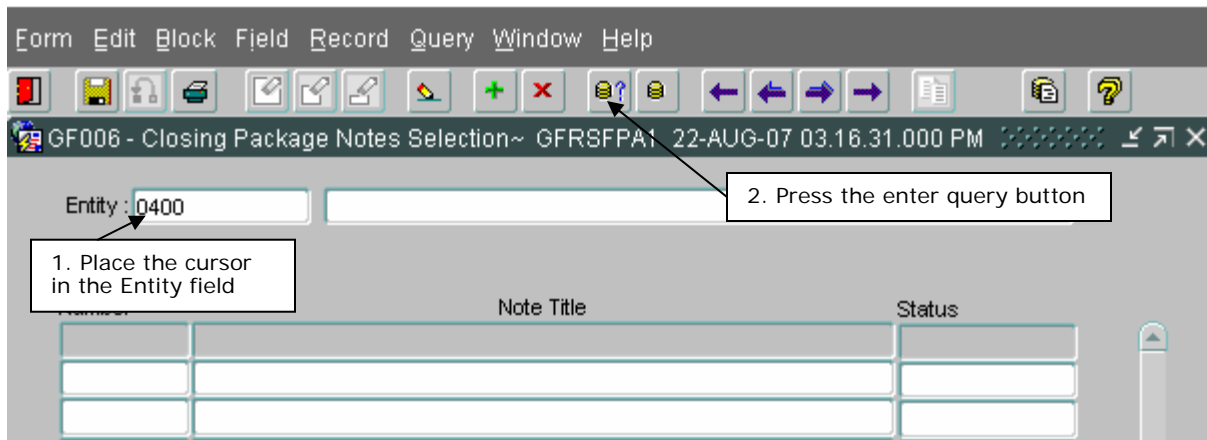 Form Edit Block Field Record Query Window Help
GF006 - Closing Package Notes Selection~ GFRSFPA1 22-AUG-07 03.16.31.000 PM
Entity : 0400
2. Press the enter query button
1. Place the cursor
in the Entity field
Number Note Title Status